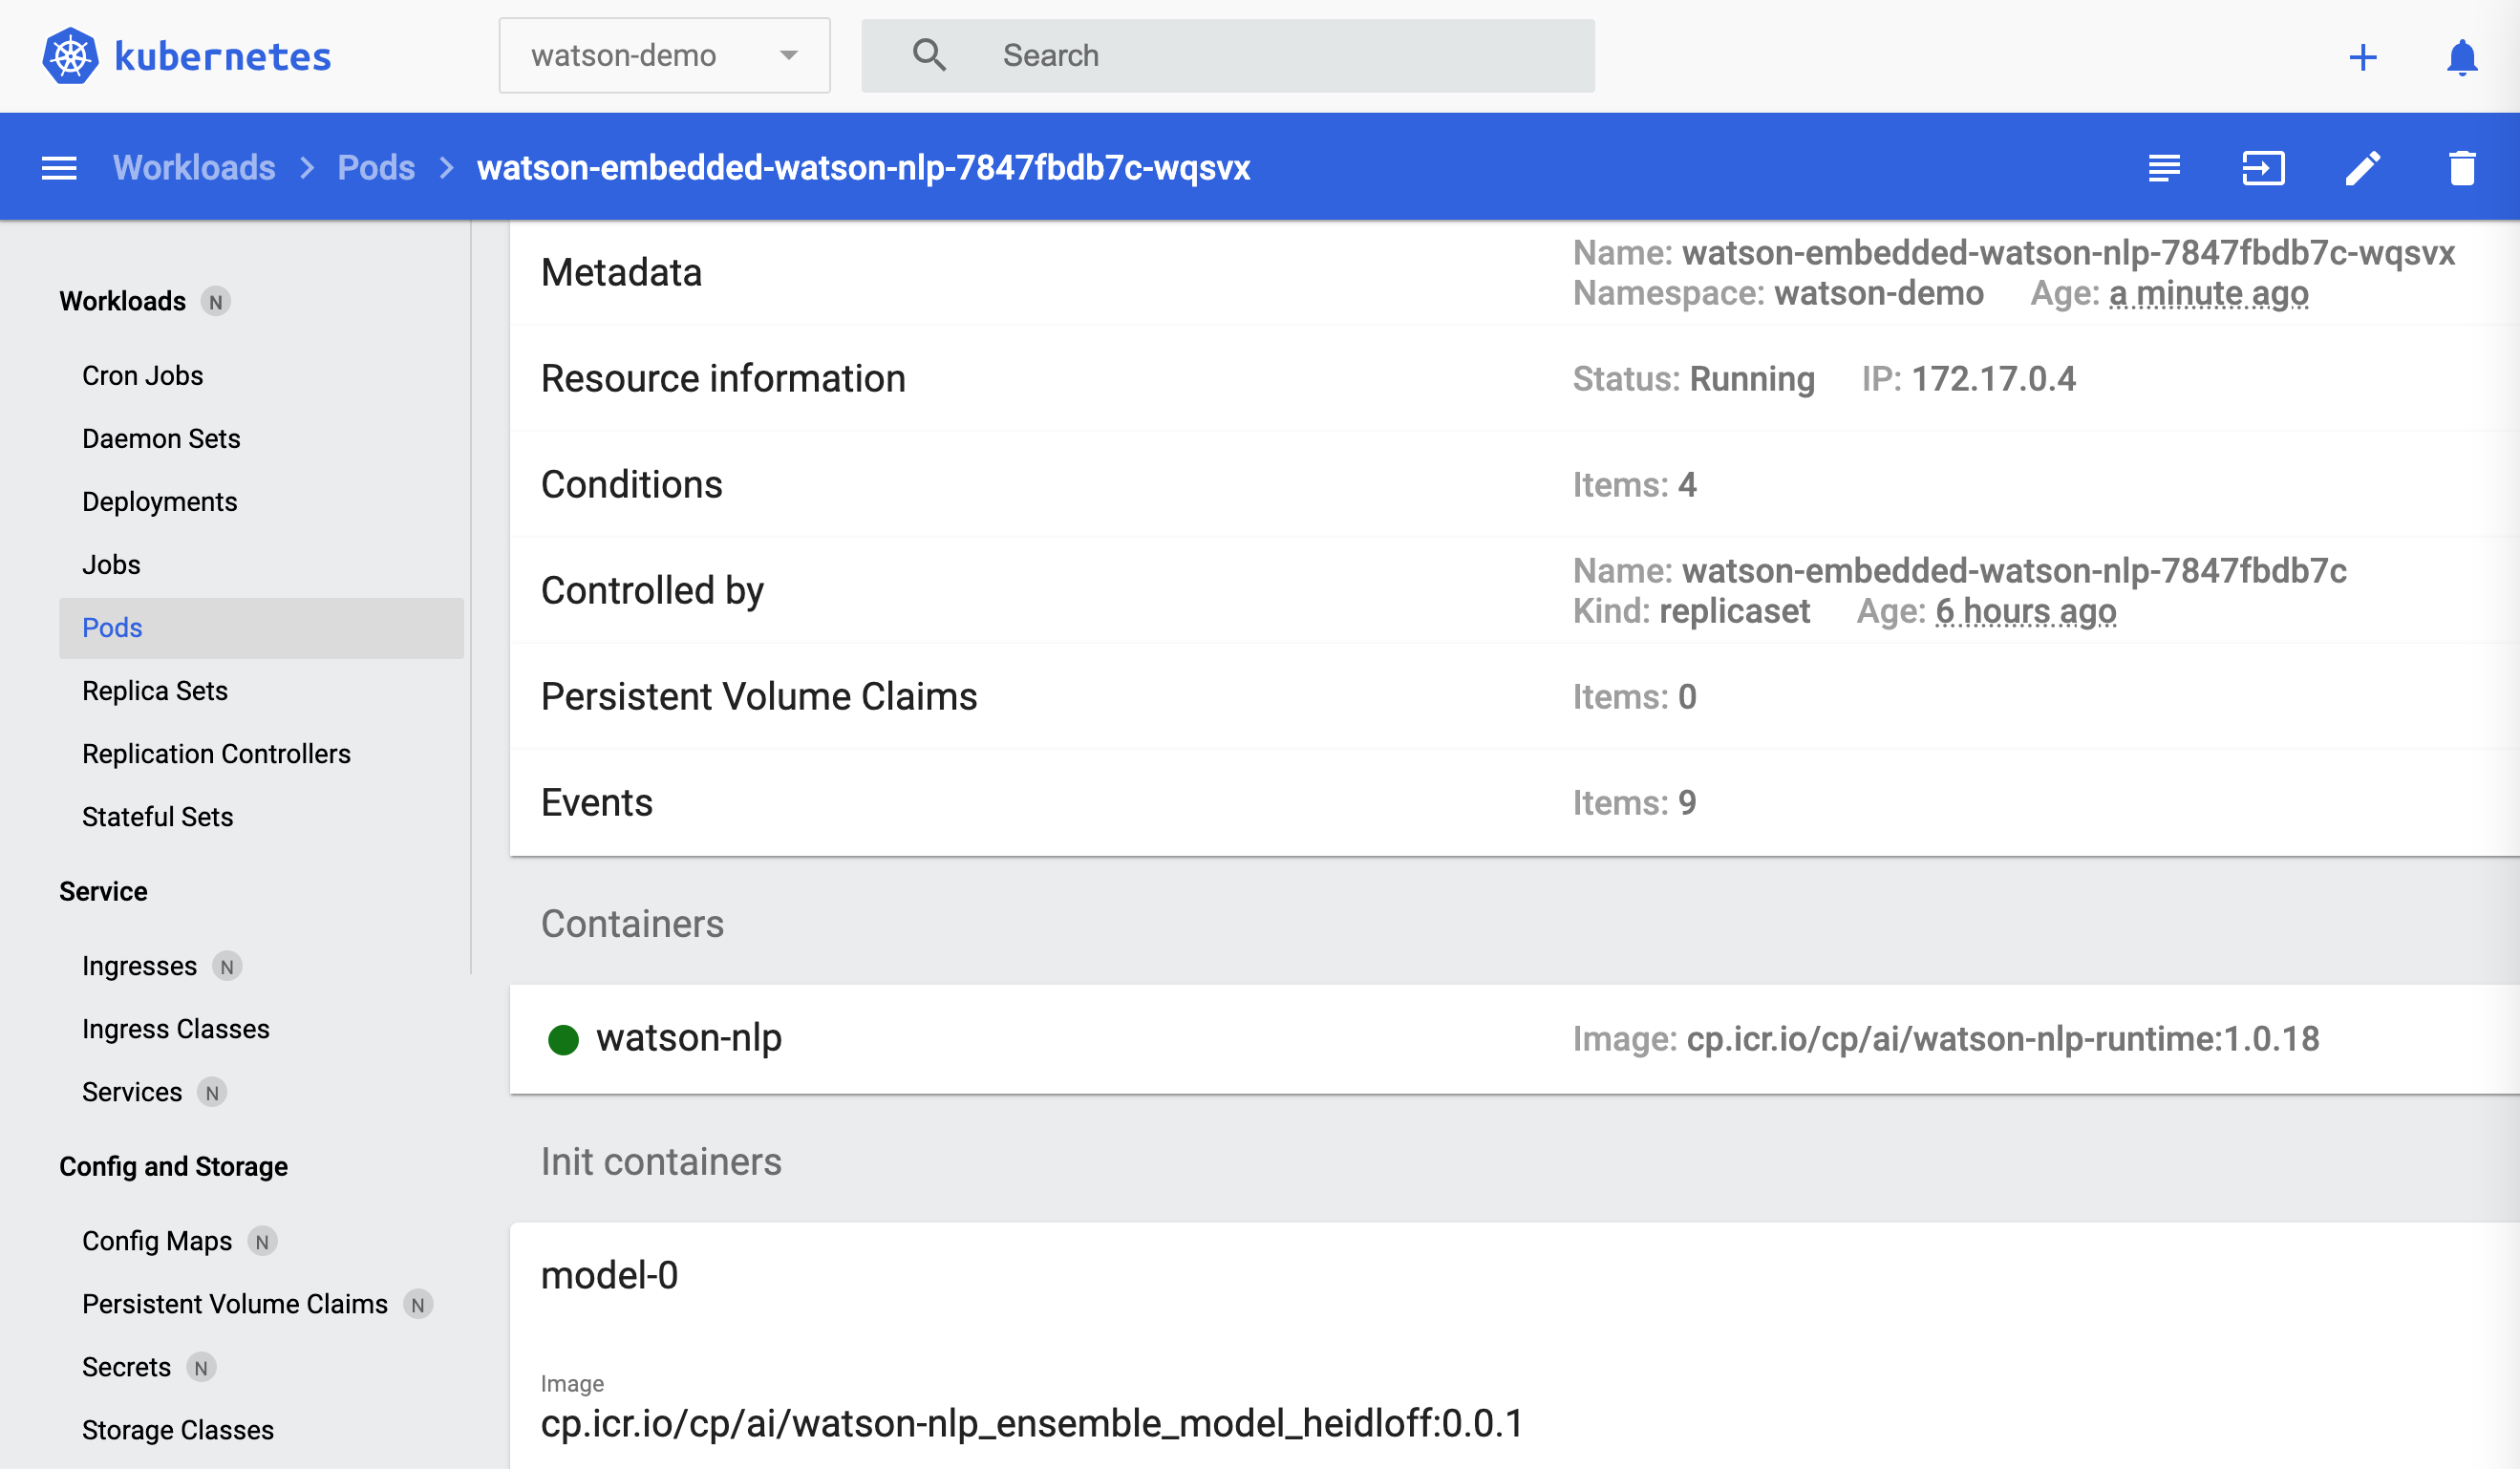 kubernetes
watson-demo
Search
Workloads > Pods > watson-embedded-watson-nlp-7847fbdb7c-wqsvx
Workloads N
Cron Jobs
Daemon Sets
Deployments
Jobs
Pods
Replica Sets
Replication Controllers
Stateful Sets
Service
Ingresses N
Ingress Classes
Services N
Config and Storage
Config Maps N
Persistent Volume Claims N
Secrets N
Storage Classes
Metadata
Name: watson-embedded-watson-nlp-7847fbdb7c-wqsvx
Namespace: watson-demo Age: a minute ago
Resource information
Status: Running IP: 172.17.0.4
Conditions
Items: 4
Controlled by
Name: watson-embedded-watson-nlp-7847fbdb7c
Kind: replicaset Age: 6 hours ago
Persistent Volume Claims
Items: 0
Events
Items: 9
Containers
watson-nlp
Image: cp.icr.io/cp/ai/watson-nlp-runtime:1.0.18
Init containers
model-0
Image
cp.icr.io/cp/ai/watson-nlp_ensemble_model_heidloff:0.0.1